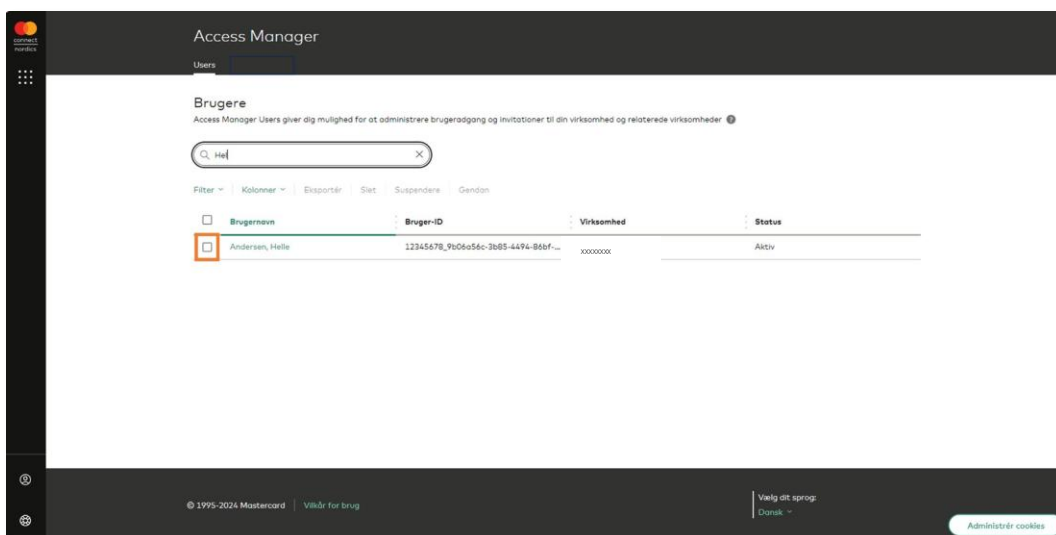 connect
nordics
Access Manager
Users
Brugere
Access Manager Users giver dig mulighed for at administrere brugeradgang og invitationer til din virksomhed og relaterede virksomheder ?
Hel
Filter Kolonner Eksportér Slet Suspendere Gendan
Brugernavn Bruger-ID Virksomhed Status
Andersen, Helle 12345678_9b06a56c-3b85-4494-86bf-... xxxxxxxx Aktiv
© 1995-2024 Mastercard Vilkår for brug
Vælg dit sprog:
Dansk
Administrér cookies